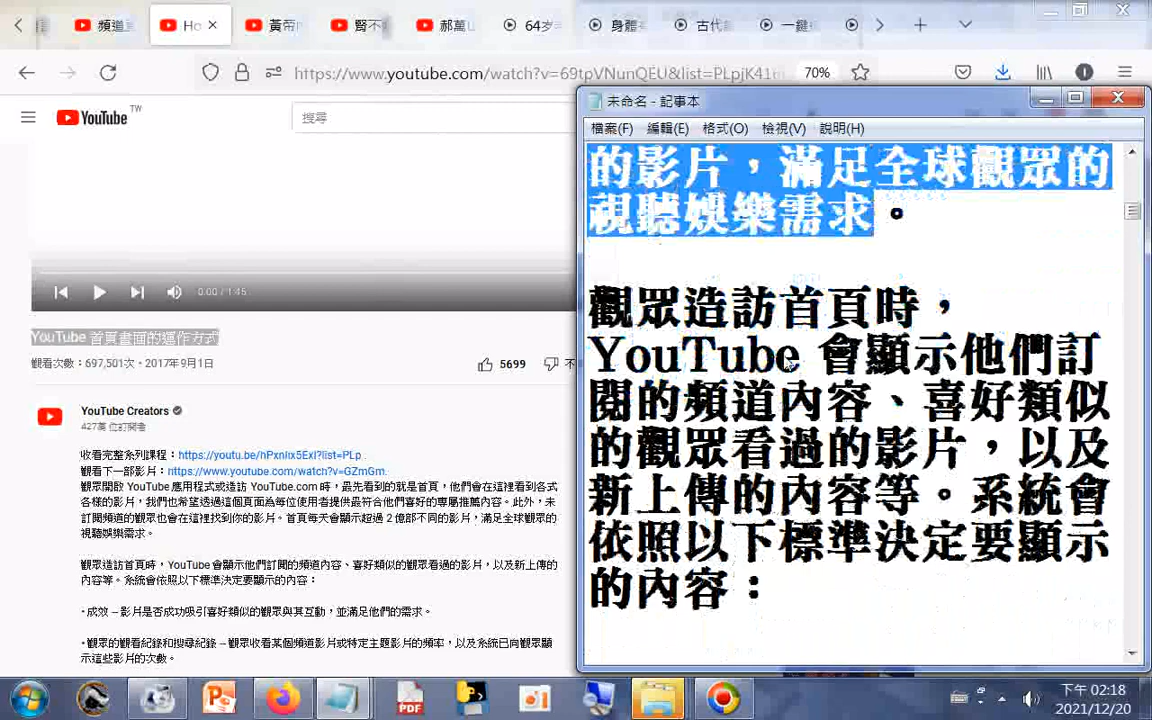 頻道
Ho
黃帝
腎不
郝萬山
64岁
身體
古代
一鍵
https://www.youtube.com/watch?v=69tpVNunQEU&list=PLpjK416
70%
YouTube TW
搜尋
0:00 / 1:45
YouTube 首頁畫面的運作方式
觀看次數：697,501次・2017年9月1日
5699
不
YouTube Creators
427萬 位訂閱者
收看完整系列課程：https://youtu.be/hPxnIix5ExI?list=PLp .
觀看下一部影片：https://www.youtube.com/watch?v=GZmGm.
觀眾開啟 YouTube 應用程式或造訪 YouTube.com 時，最先看到的就是首頁，他們會在這裡看到各式
各樣的影片，我們也希望透過這個頁面為每位使用者提供最符合他們喜好的專屬推薦內容。此外，未
訂閱頻道的觀眾也會在這裡找到你的影片。首頁每天會顯示超過 2 億部不同的影片，滿足全球觀眾的
視聽娛樂需求。
觀眾造訪首頁時，YouTube 會顯示他們訂閱的頻道內容、喜好類似的觀眾看過的影片，以及新上傳的
內容等。系統會依照以下標準決定要顯示的內容：
・成效 – 影片是否成功吸引喜好類似的觀眾與其互動，並滿足他們的需求。
・觀眾的觀看紀錄和搜尋紀錄 – 觀眾收看某個頻道影片或特定主題影片的頻率，以及系統已向觀眾顯
示這些影片的次數。
未命名 - 記事本
檔案(F) 編輯(E) 格式(O) 檢視(V) 說明(H)
的影片，滿足全球觀眾的
視聽娛樂需求。
觀眾造訪首頁時，
YouTube 會顯示他們訂
閱的頻道內容、喜好類似
的觀眾看過的影片，以及
新上傳的內容等。系統會
依照以下標準決定要顯示
的內容：
PDF
下午 02:18
2021/12/20